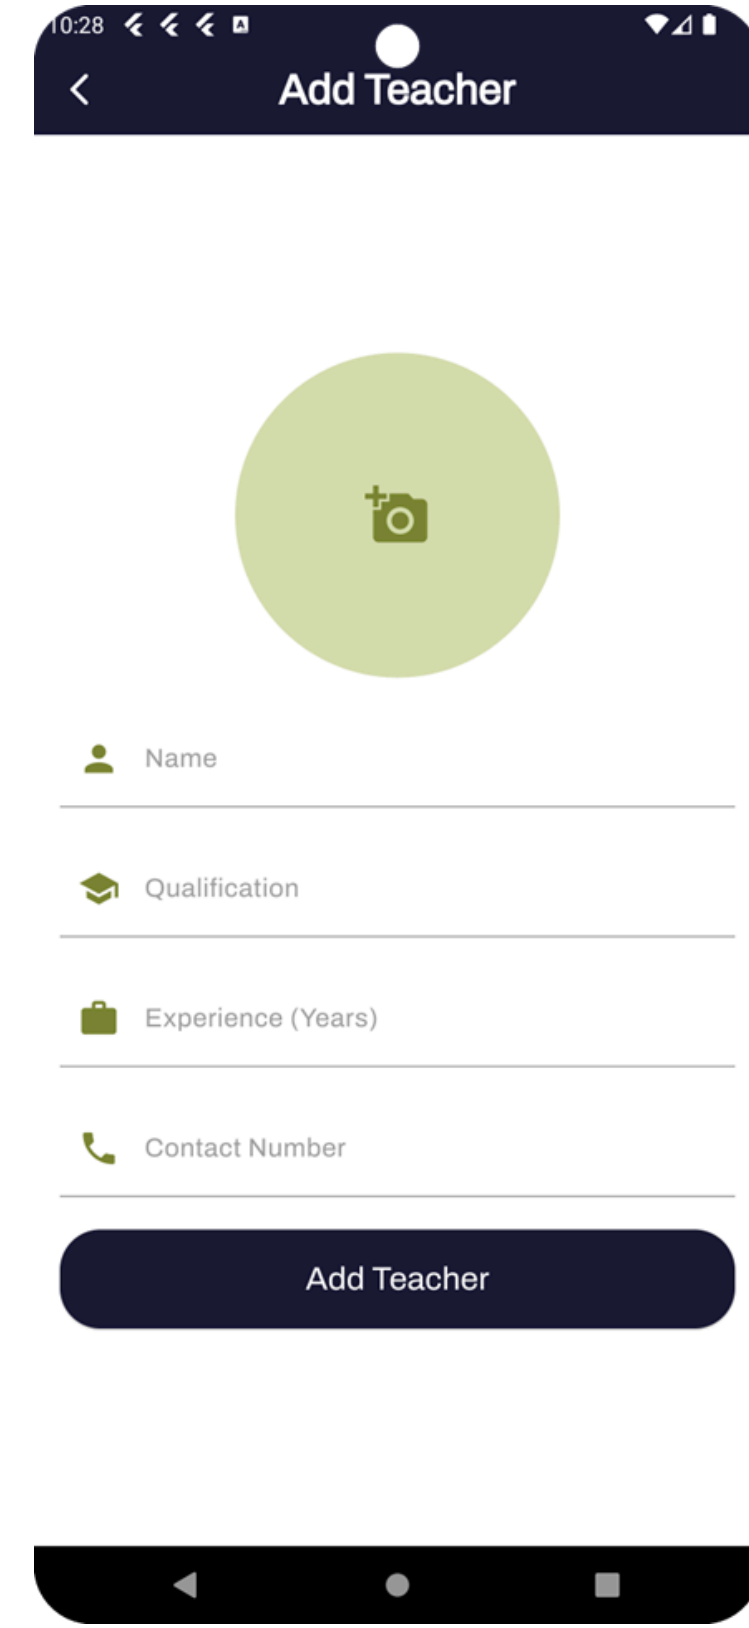 10:28
Add Teacher
Name
Qualification
Experience (Years)
Contact Number
Add Teacher